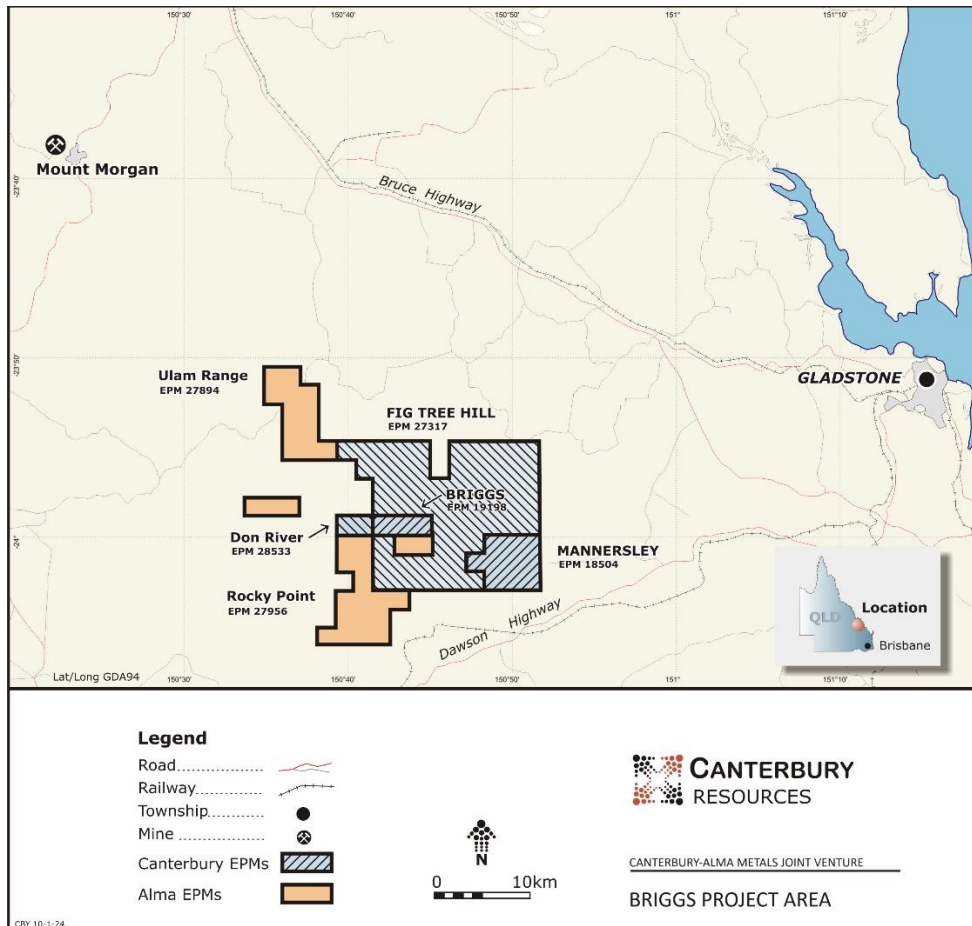 150°30'
150°40'
150°50'
151°
151°10'
Mount Morgan
-23°40'
Bruce Highway
-23°50'
Ulam Range
EPM 27894
GLADSTONE
FIG TREE HILL
EPM 27317
BRIGGS
EPM 19198
Don River
EPM 28533
-24°
MANNERSLEY
EPM 18504
Rocky Point
EPM 27956
Dawson Highway
QLD
Location
Brisbane
Lat/Long GDA94
150°30'
150°40'
150°50'
151°
151°10'
Legend
Road
Railway
Township
Mine
Canterbury EPMs
Alma EPMs
N
0 10km
CANTERBURY
RESOURCES
CANTERBURY-ALMA METALS JOINT VENTURE
BRIGGS PROJECT AREA
CBY 10-1-24